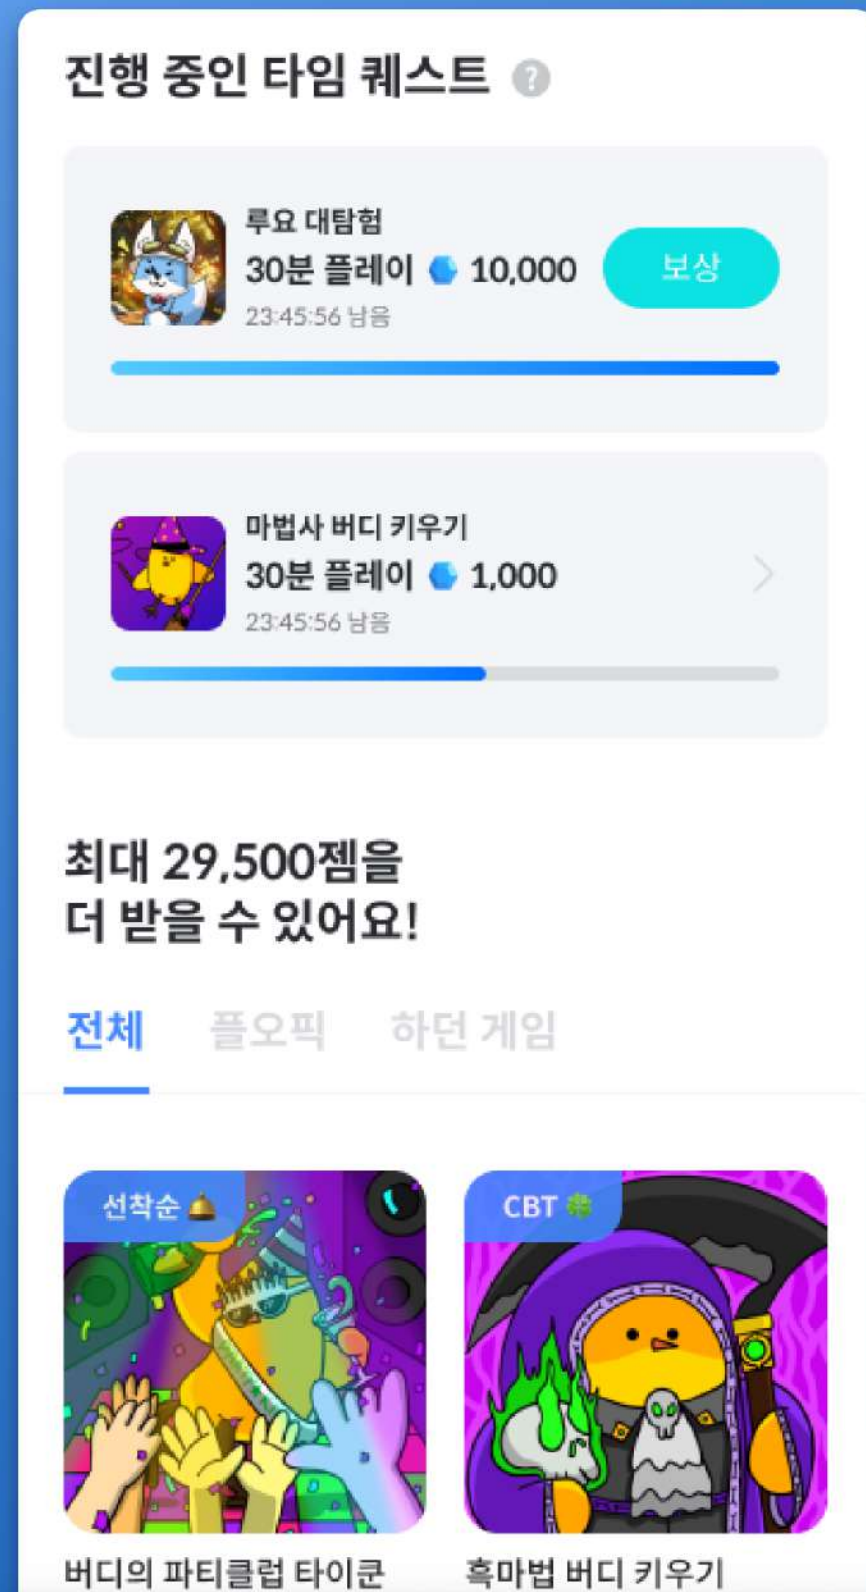 진행 중인 타임 퀘스트 ?
루요 대탐험
30분 플레이 10,000
보상
23:45:56 남음
마법사 버디 키우기
30분 플레이 1,000
23:45:56 남음
최대 29,500젬을
더 받을 수 있어요!
전체 플오픽 하던 게임
선착순
CBT
버디의 파티클럽 타이쿤
흑마법 버디 키우기